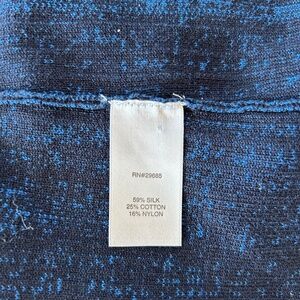 RN#29685
59% SILK
25% COTTON
16% NYLON